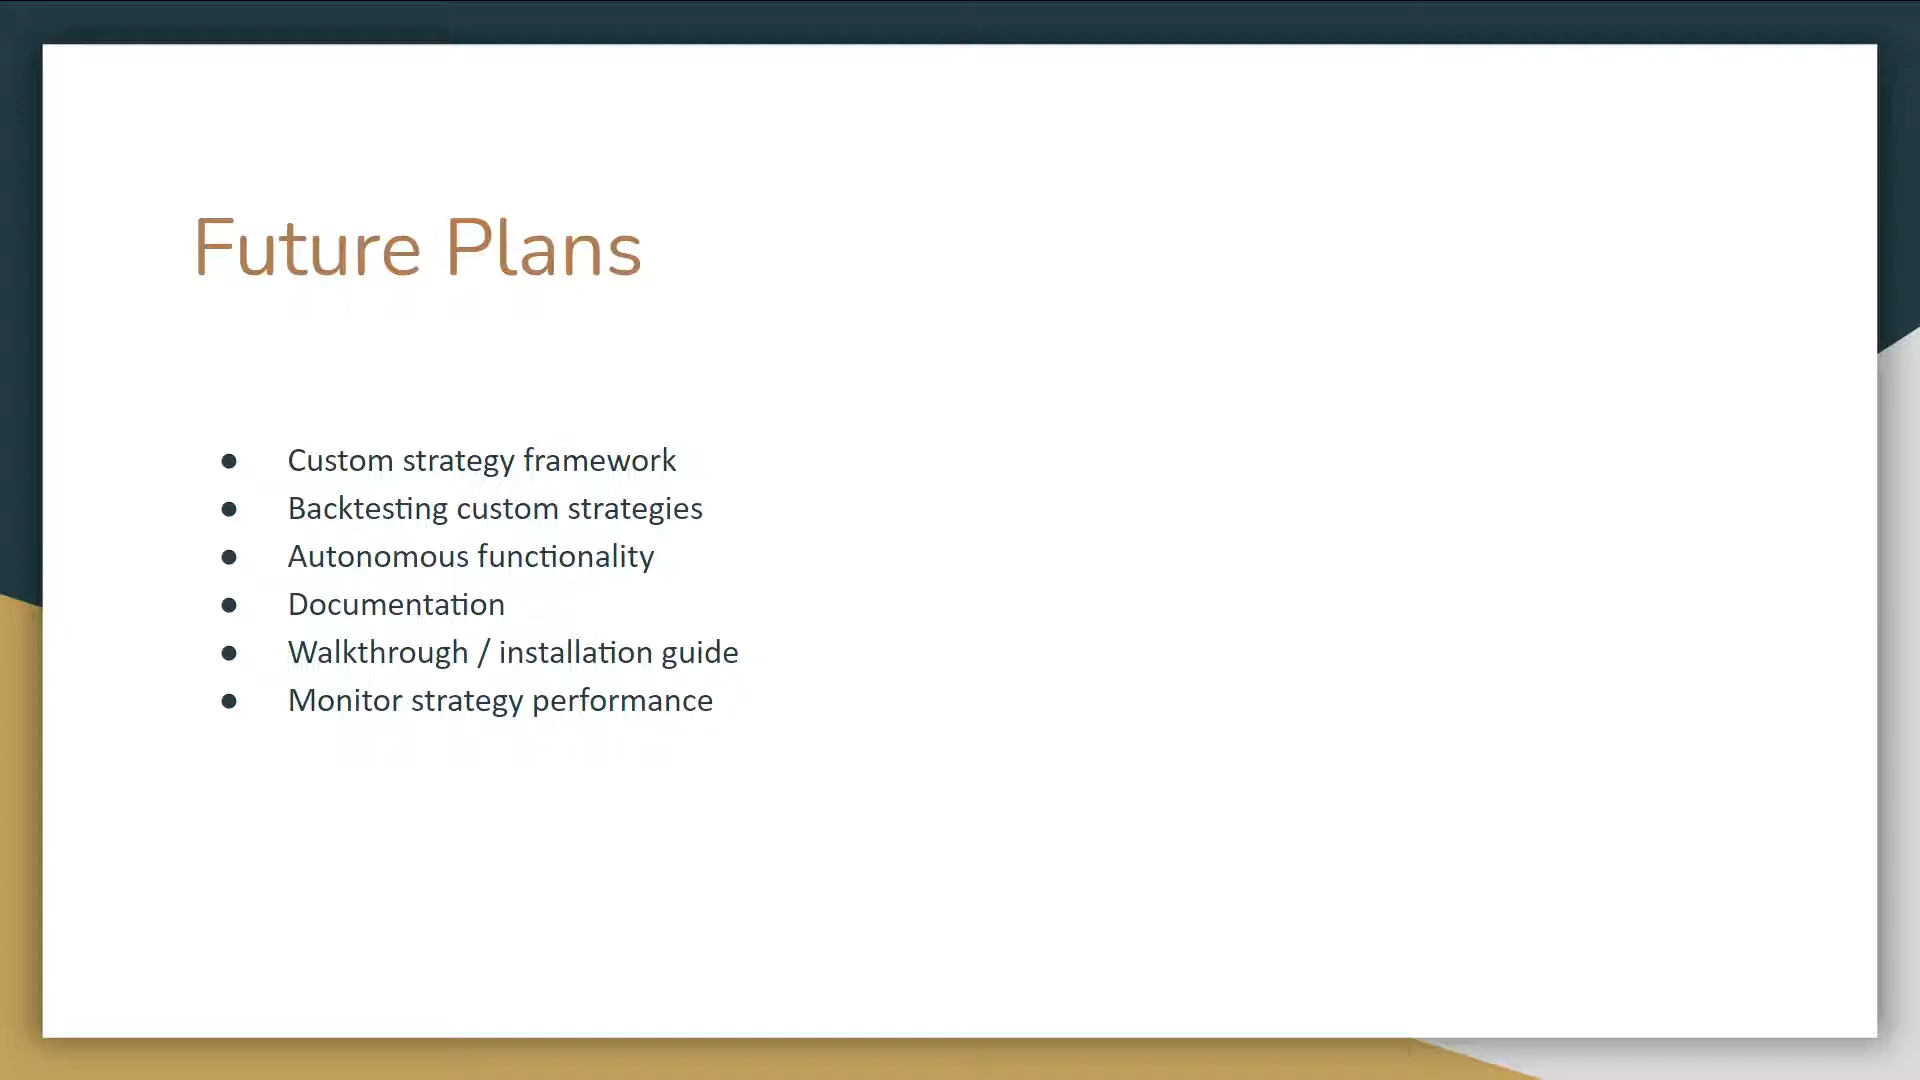 Future Plans
● Custom strategy framework
● Backtesting custom strategies
● Autonomous functionality
● Documentation
● Walkthrough / installation guide
● Monitor strategy performance